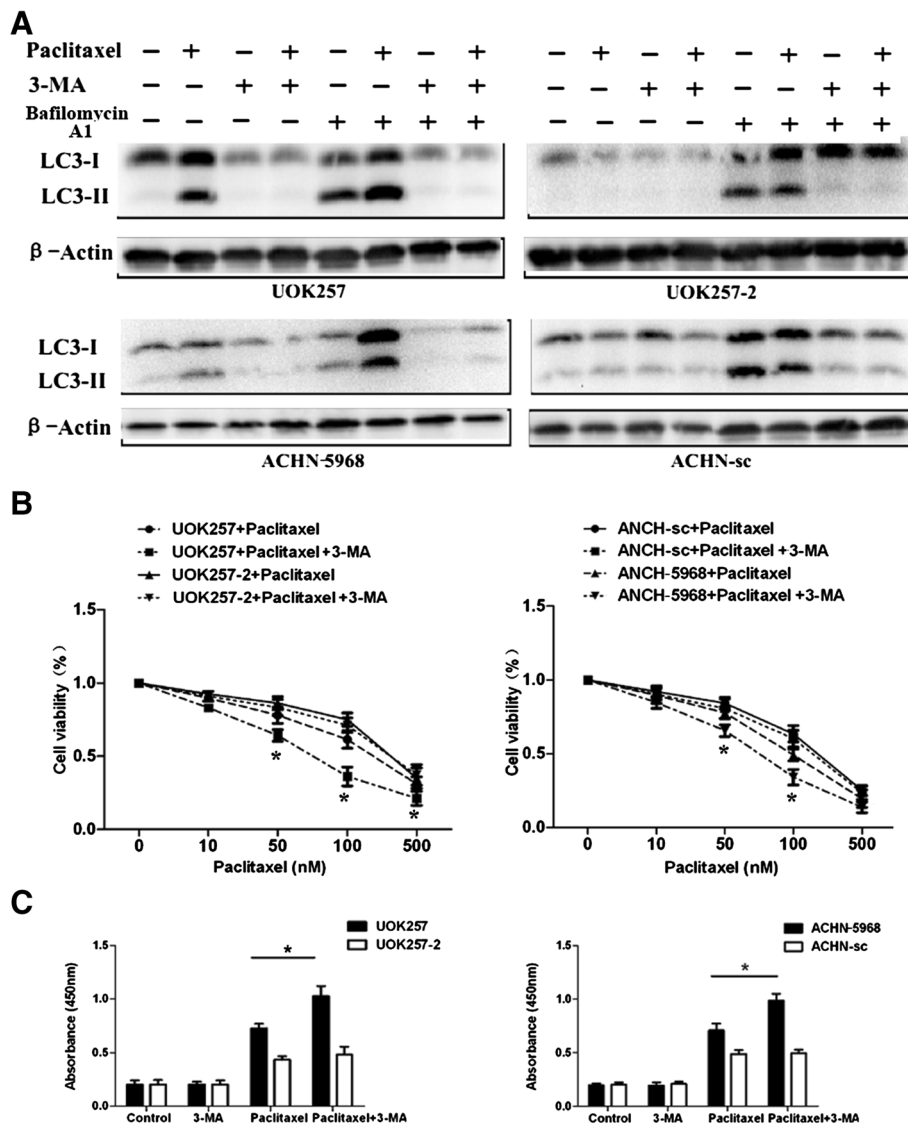 A
Paclitaxel − + − + − + − + − + − + − + − +
3-MA − − + + − − + + − − + + − − + +
Bafilomycin A1 − − − − + + + + − − − − + + + +
LC3-I
LC3-II
β-Actin
UOK257 UOK257-2
LC3-I
LC3-II
β-Actin
ACHN-5968 ACHN-sc
B
UOK257+Paclitaxel
UOK257+Paclitaxel +3-MA
UOK257-2+Paclitaxel
UOK257-2+Paclitaxel +3-MA
Cell viability (%)
1.5
1.0
0.5
0.0
* * *
0 10 50 100 500
Paclitaxel (nM)
ANCH-sc+Paclitaxel
ANCH-sc+Paclitaxel +3-MA
ANCH-5968+Paclitaxel
ANCH-5968+Paclitaxel +3-MA
Cell viability (%)
1.5
1.0
0.5
0.0
* *
0 10 50 100 500
Paclitaxel (nM)
C
UOK257
UOK257-2
Absorbance (450nm)
1.5
1.0
0.5
0.0
*
Control 3-MA Paclitaxel Paclitaxel+3-MA
ACHN-5968
ACHN-sc
Absorbance (450nm)
1.5
1.0
0.5
0.0
*
Control 3-MA Paclitaxel Paclitaxel+3-MA